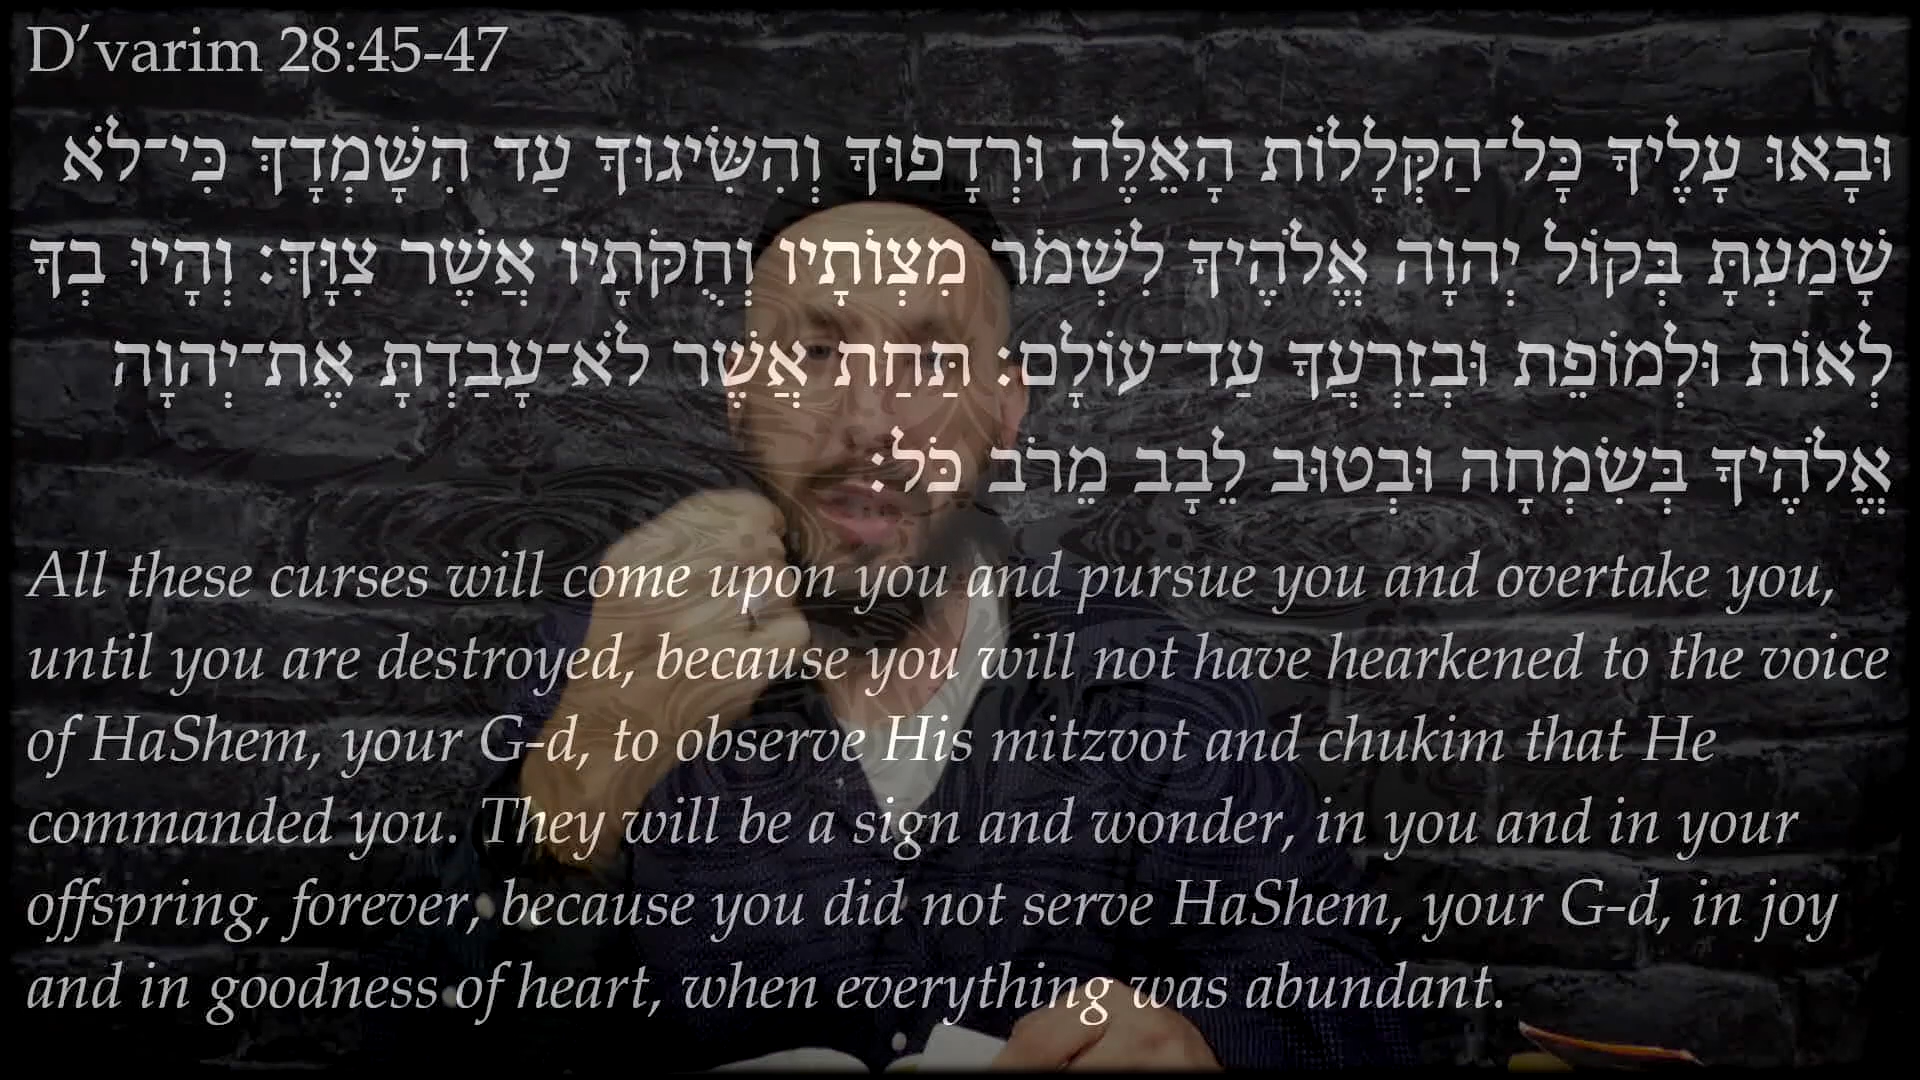 D’varim 28:45-47
וּבָאוּ עָלֶיךָ כָּל־הַקְּלָלוֹת הָאֵלֶּה וּרְדָפוּךָ וְהִשִּׂיגוּךָ עַד הִשָּׁמְדָךְ כִּי־לֹא
שָׁמַעְתָּ בְּקוֹל יְהוָה אֱלֹהֶיךָ לִשְׁמֹר מִצְוֹתָיו וְחֻקֹּתָיו אֲשֶׁר צִוָּךְ׃ וְהָיוּ בְךָ
לְאוֹת וּלְמוֹפֵת וּבְזַרְעֲךָ עַד־עוֹלָם׃ תַּחַת אֲשֶׁר לֹא־עָבַדְתָּ אֶת־יְהוָה
אֱלֹהֶיךָ בְּשִׂמְחָה וּבְטוּב לֵבָב מֵרֹב כֹּל׃
All these curses will come upon you and pursue you and overtake you,
until you are destroyed, because you will not have hearkened to the voice
of HaShem, your G-d, to observe His mitzvot and chukim that He
commanded you. They will be a sign and wonder, in you and in your
offspring, forever, because you did not serve HaShem, your G-d, in joy
and in goodness of heart, when everything was abundant.